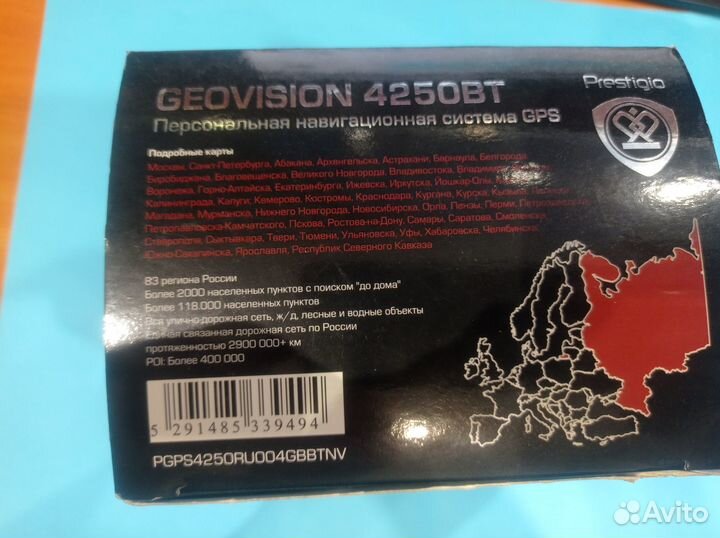 GEOVISION 4250BT
Prestigio
Персональная навигационная система GPS
Подробные карты
Москвы, Санкт-Петербурга, Абакана, Архангельска, Астрахани, Барнаула, Белгорода,
Биробиджана, Благовещенска, Великого Новгорода, Владивостока,
Воронежа, Горно-Алтайска, Екатеринбурга, Ижевска, Иркутска, Йошкар-Олы,
Калининграда, Калуги, Кемерово, Костромы, Краснодара, Кургана, Курска, Кызыла,
Магадана, Мурманска, Нижнего Новгорода, Новосибирска, Орла, Пензы, Перми, Петрозаводска,
Петропавловска-Камчатского, Пскова, Ростова-на-Дону, Самары, Саратова, Смоленска,
Ставрополя, Сыктывкара, Твери, Тюмени, Ульяновска, Уфы, Хабаровска, Челябинска,
Южно-Сахалинска, Ярославля, Республик Северного Кавказа
83 региона России
Более 2000 населенных пунктов с поиском "до дома"
Более 118.000 населенных пунктов
Вся улично-дорожная сеть, ж/д, лесные и водные объекты
Единая связанная дорожная сеть по России
протяженностью 2900 000+ км
POI: Более 400 000
5 291485 339494
PGPS4250RU004GBBTNV
Avito